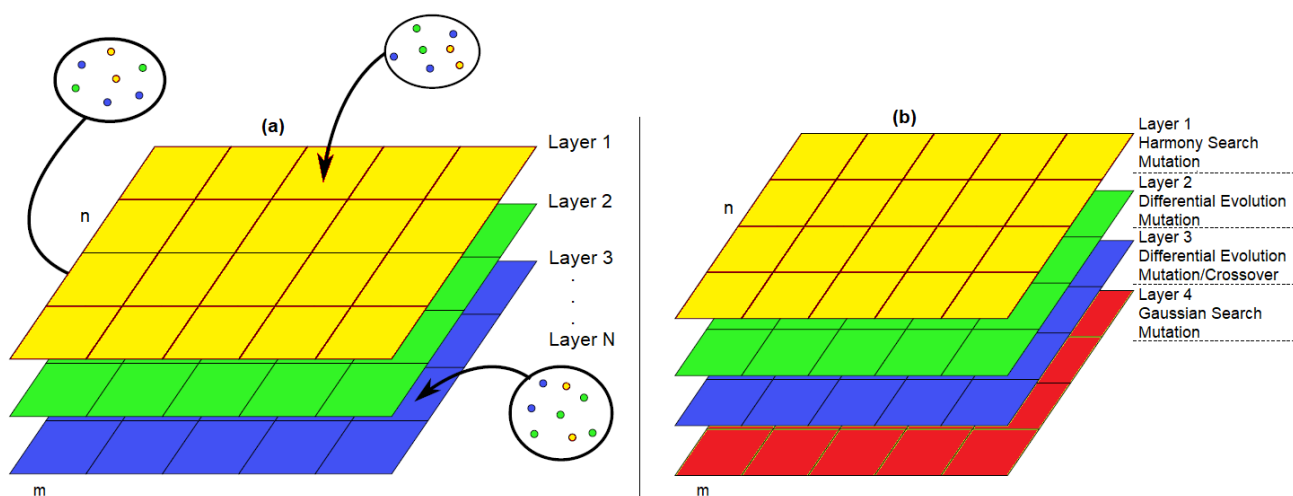 (a)
Layer 1
Layer 2
n
Layer 3
.
.
.
Layer N
m
(b)
Layer 1
Harmony Search
Mutation
Layer 2
Differential Evolution
Mutation
n
Layer 3
Differential Evolution
Mutation/Crossover
Layer 4
Gaussian Search
Mutation
m